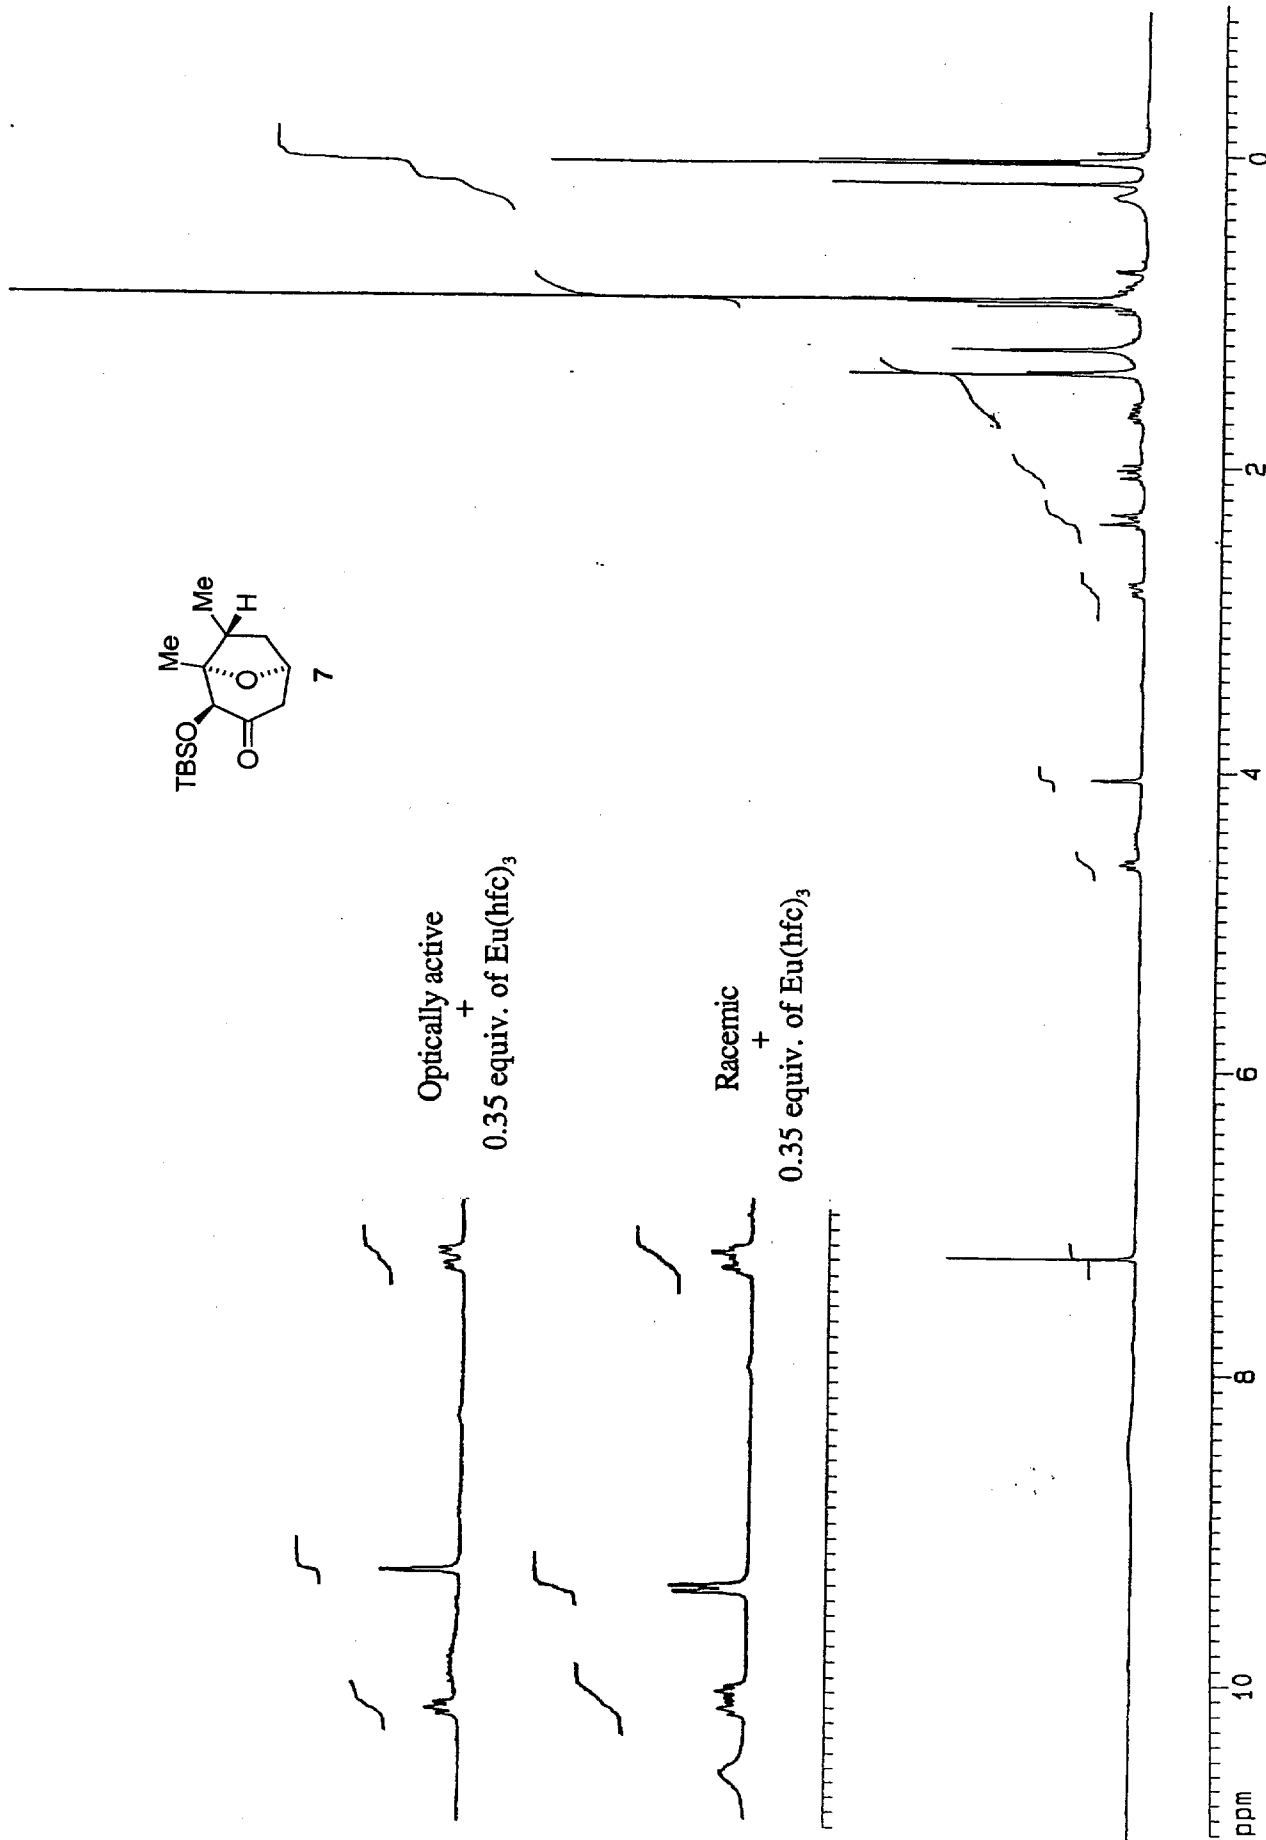 TBSO
Me
Me
H
O
O
7
Optically active
+
0.35 equiv. of Eu(hfc)₃
Racemic
+
0.35 equiv. of Eu(hfc)₃
ppm 10 8 6 4 2 0